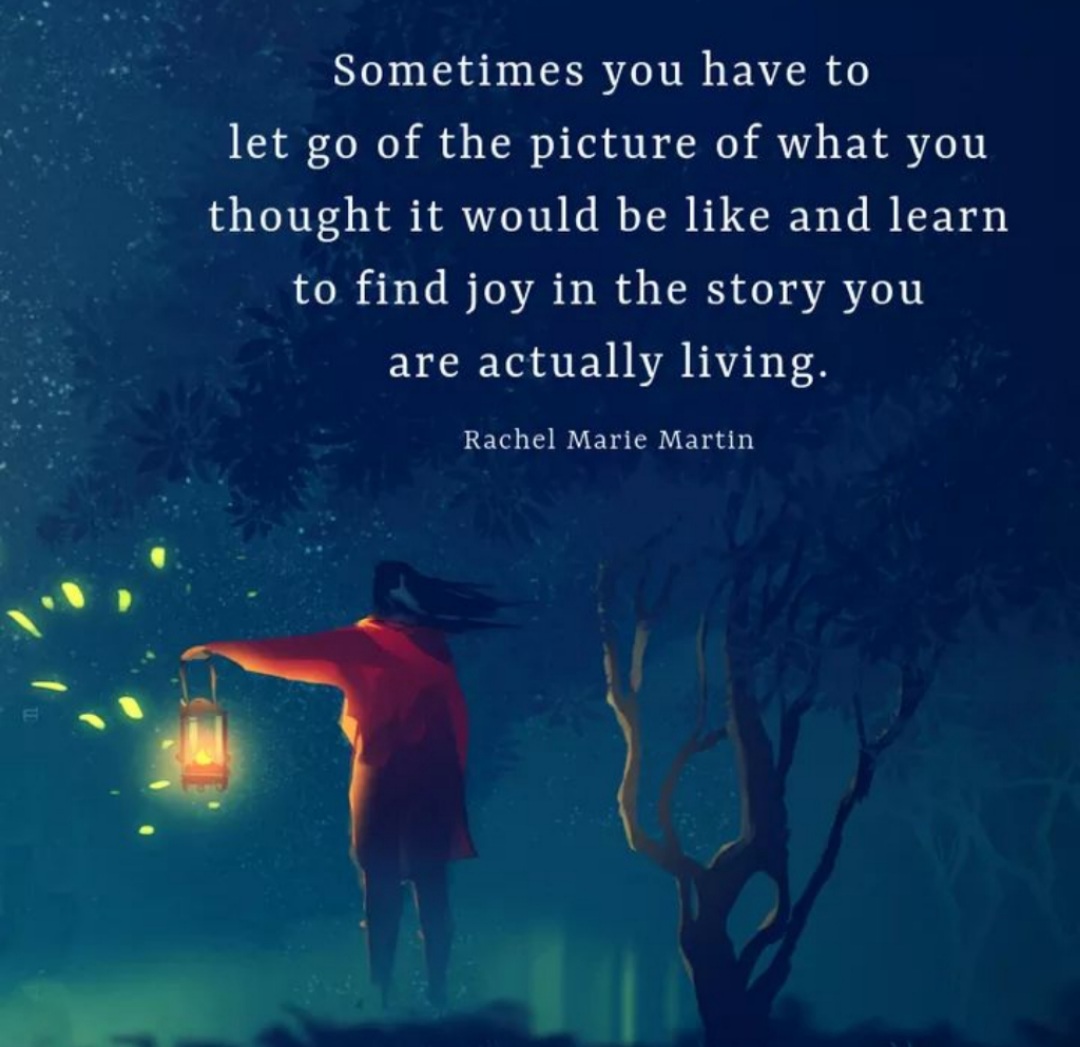 Sometimes you have to
let go of the picture of what you
thought it would be like and learn
to find joy in the story you
are actually living.
Rachel Marie Martin